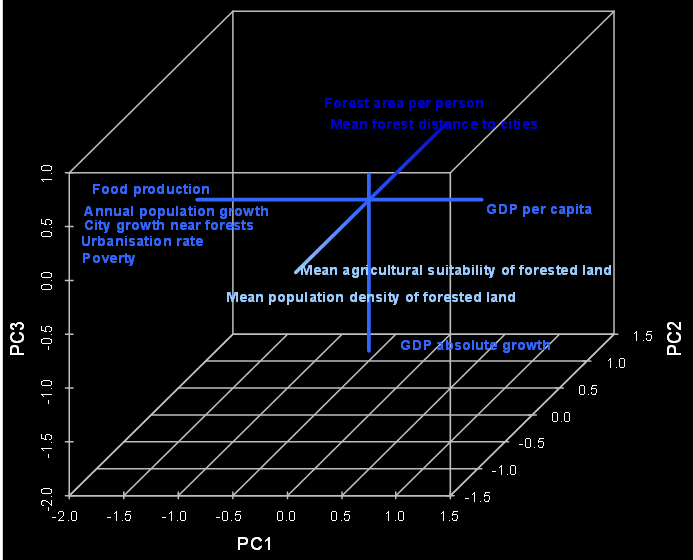 Forest area per person
Mean forest distance to cities
1.0
Food production
Annual population growth
GDP per capita
0.5
City growth near forests
Urbanisation rate
Poverty
Mean agricultural suitability of forested land
0.0
Mean population density of forested land
PC3
-0.5
GDP absolute growth
1.5
PC2
1.0
-1.0
0.5
0.0
-1.5
-0.5
-1.0
-2.0
-1.5
-2.0
-1.5
-1.0
-0.5
0.0
0.5
1.0
1.5
PC1